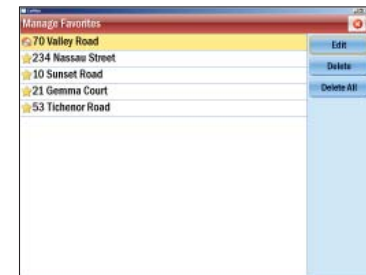 Manage Favorites
70 Valley Road
234 Nassau Street
10 Sunset Road
21 Gemma Court
53 Tichenor Road
Edit
Delete
Delete All